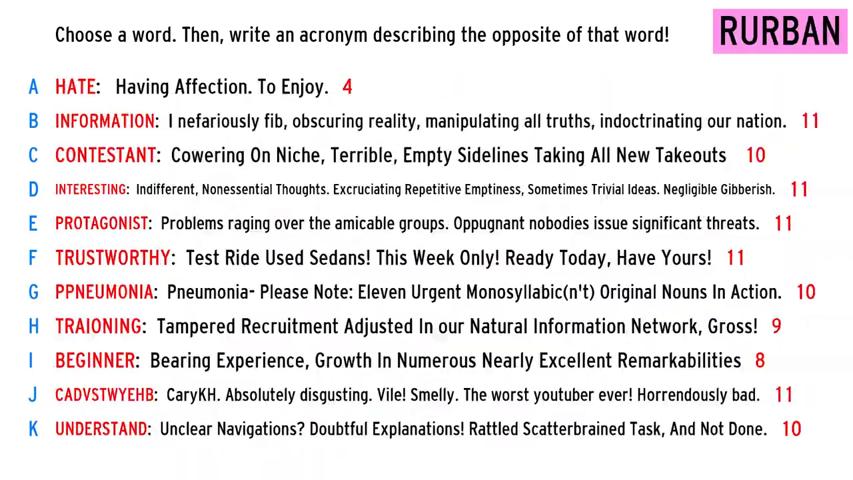 Choose a word. Then, write an acronym describing the opposite of that word!
RURBAN
A HATE: Having Affection. To Enjoy. 4
B INFORMATION: I nefariously fib, obscuring reality, manipulating all truths, indoctrinating our nation. 11
C CONTESTANT: Cowering On Niche, Terrible, Empty Sidelines Taking All New Takeouts 10
D INTERESTING: Indifferent, Nonessential Thoughts. Excruciating Repetitive Emptiness, Sometimes Trivial Ideas. Negligible Gibberish. 11
E PROTAGONIST: Problems raging over the amicable groups. Oppugnant nobodies issue significant threats. 11
F TRUSTWORTHY: Test Ride Used Sedans! This Week Only! Ready Today, Have Yours! 11
G PPNEUMONIA: Pneumonia- Please Note: Eleven Urgent Monosyllabic(n't) Original Nouns In Action. 10
H TRAIONING: Tampered Recruitment Adjusted In our Natural Information Network, Gross! 9
I BEGINNER: Bearing Experience, Growth In Numerous Nearly Excellent Remarkabilities 8
J CADVSTWYEHB: CaryKH. Absolutely disgusting. Vile! Smelly. The worst youtuber ever! Horrendously bad. 11
K UNDERSTAND: Unclear Navigations? Doubtful Explanations! Rattled Scatterbrained Task, And Not Done. 10